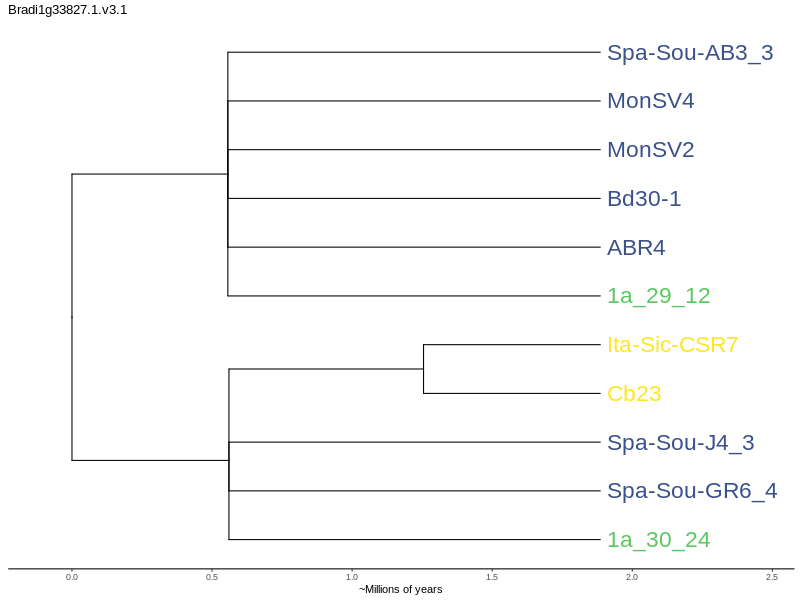 Bradi1g33827.1.v3.1
Spa-Sou-AB3_3
MonSV4
MonSV2
Bd30-1
ABR4
1a_29_12
Ita-Sic-CSR7
Cb23
Spa-Sou-J4_3
Spa-Sou-GR6_4
1a_30_24
0.0 0.5 1.0 1.5 2.0 2.5
~Millions of years